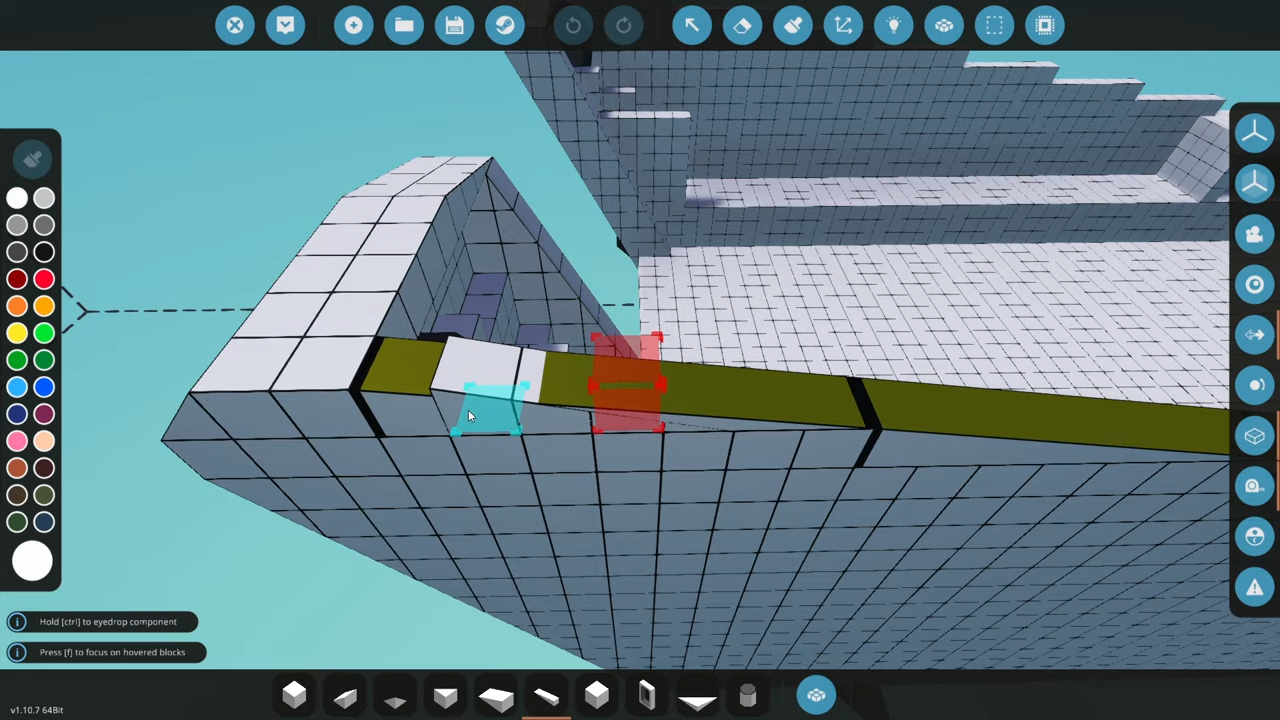 Hold [ctrl] to eyedrop component
Press [f] to focus on hovered blocks
v1.10.7 64Bit